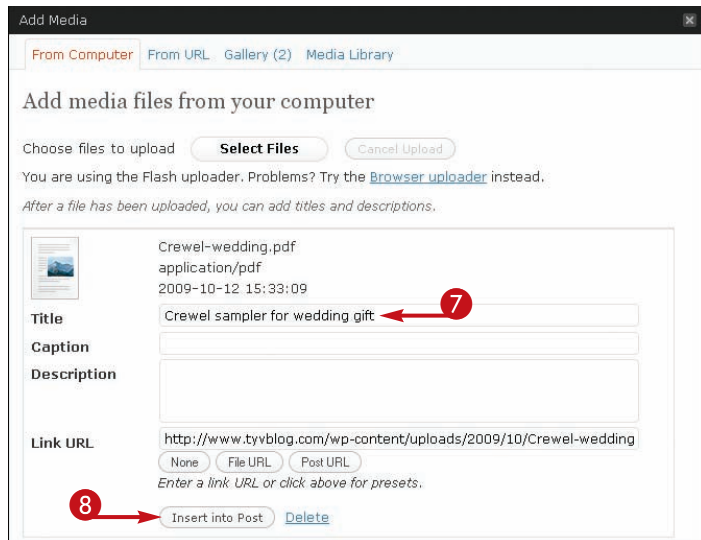 Add Media
From Computer From URL Gallery (2) Media Library
Add media files from your computer
Choose files to upload Select Files Cancel Upload
You are using the Flash uploader. Problems? Try the Browser uploader instead.
After a file has been uploaded, you can add titles and descriptions.
Crewel-wedding.pdf
application/pdf
2009-10-12 15:33:09
Title Crewel sampler for wedding gift 7
Caption
Description
Link URL http://www.tyvblog.com/wp-content/uploads/2009/10/Crewel-wedding
None File URL Post URL
Enter a link URL or click above for presets.
8 Insert into Post Delete